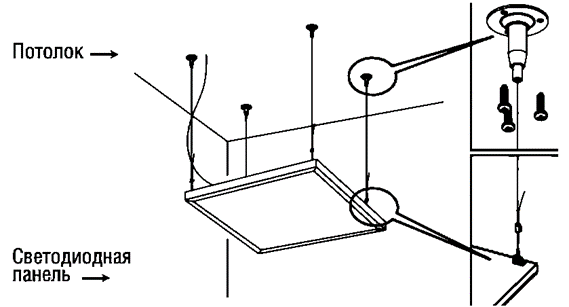 Потолок
Светодиодная
панель